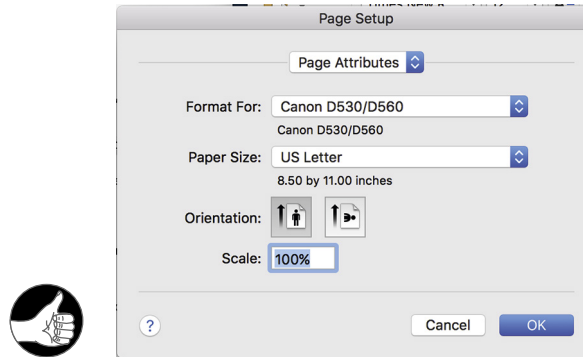 Page Setup
Page Attributes
Format For: Canon D530/D560
Canon D530/D560
Paper Size: US Letter
8.50 by 11.00 inches
Orientation:
Scale: 100%
? Cancel OK